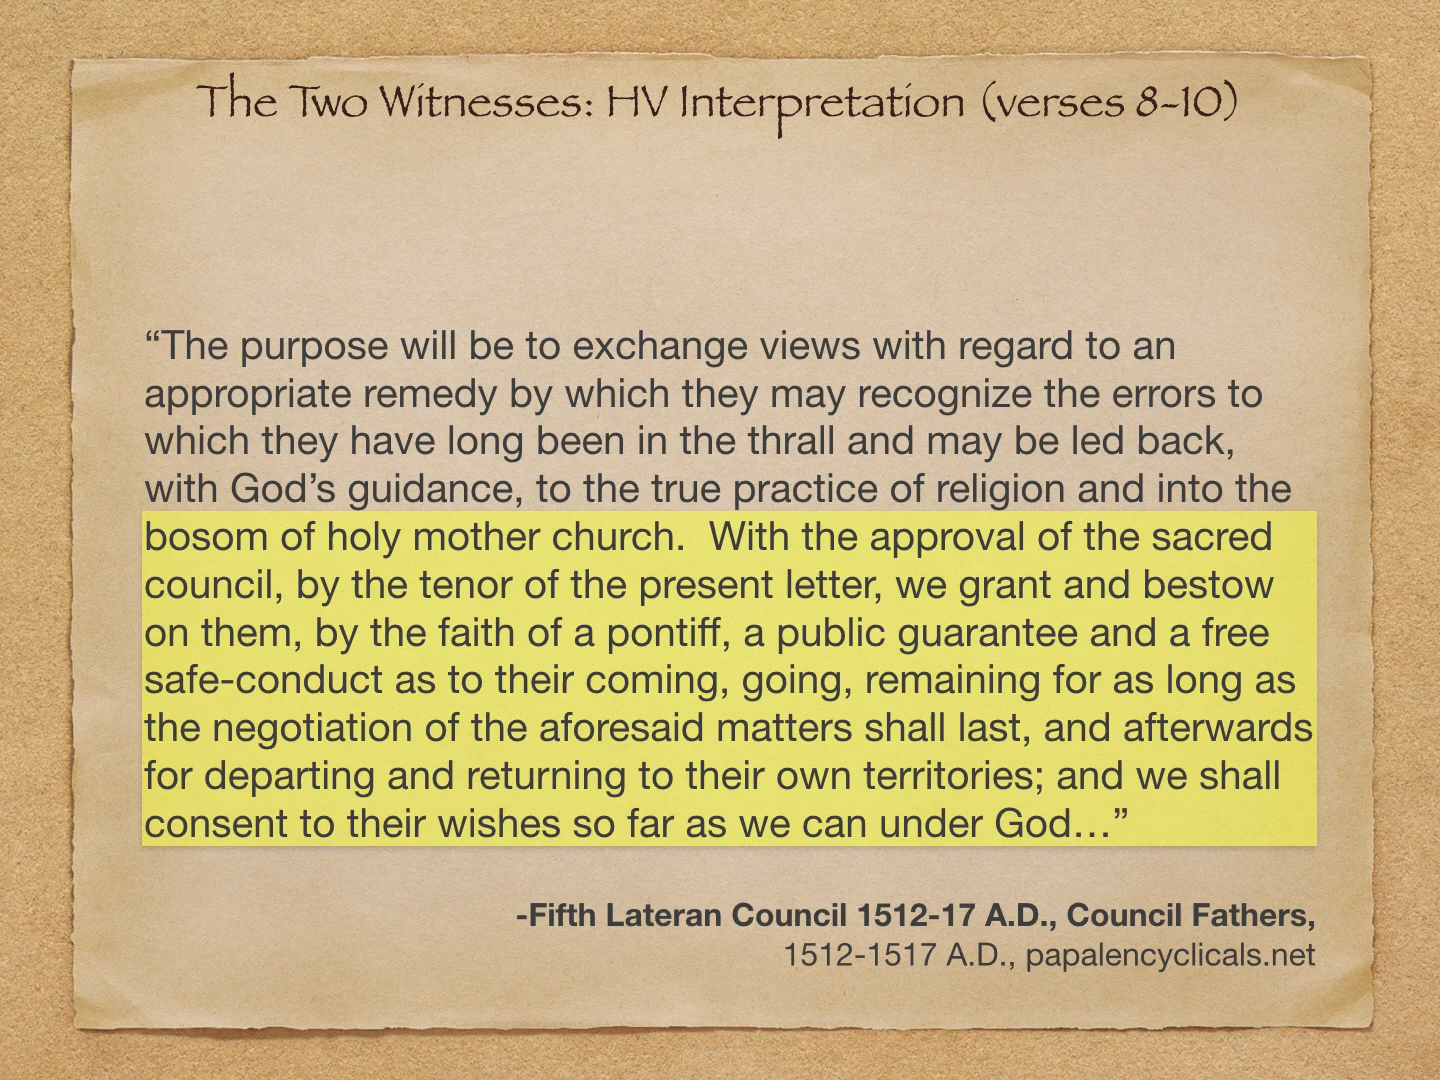 The Two Witnesses: HV Interpretation (verses 8-10)
“The purpose will be to exchange views with regard to an
appropriate remedy by which they may recognize the errors to
which they have long been in the thrall and may be led back,
with God’s guidance, to the true practice of religion and into the
bosom of holy mother church.  With the approval of the sacred
council, by the tenor of the present letter, we grant and bestow
on them, by the faith of a pontiff, a public guarantee and a free
safe-conduct as to their coming, going, remaining for as long as
the negotiation of the aforesaid matters shall last, and afterwards
for departing and returning to their own territories; and we shall
consent to their wishes so far as we can under God…”
-Fifth Lateran Council 1512-17 A.D., Council Fathers,
1512-1517 A.D., papalencyclicals.net